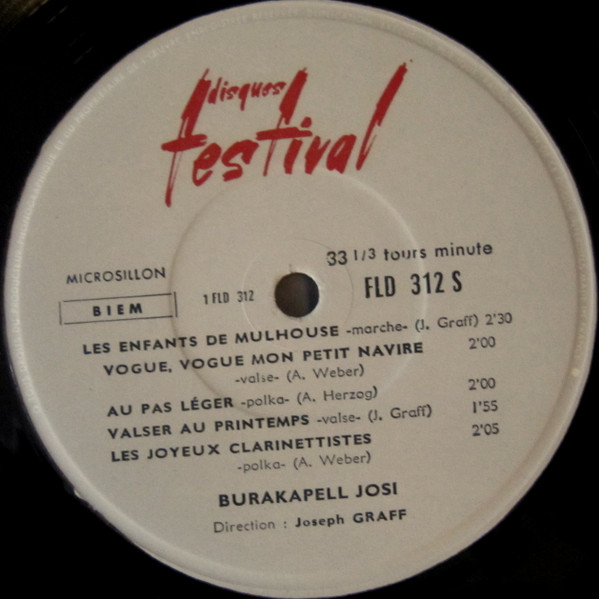 disques
festival
33 1/3 tours minute
MICROSILLON
BIEM
1 FLD 312
FLD 312 S
LES ENFANTS DE MULHOUSE -marche- (J. Graff) 2'30
VOGUE, VOGUE MON PETIT NAVIRE 2'00
-valse- (A. Weber)
AU PAS LÉGER -polka- (A. Herzog) 2'00
VALSER AU PRINTEMPS -valse- (J. Graff) 1'55
LES JOYEUX CLARINETTISTES 2'05
-polka- (A. Weber)
BURAKAPELL JOSI
Direction : Joseph GRAFF